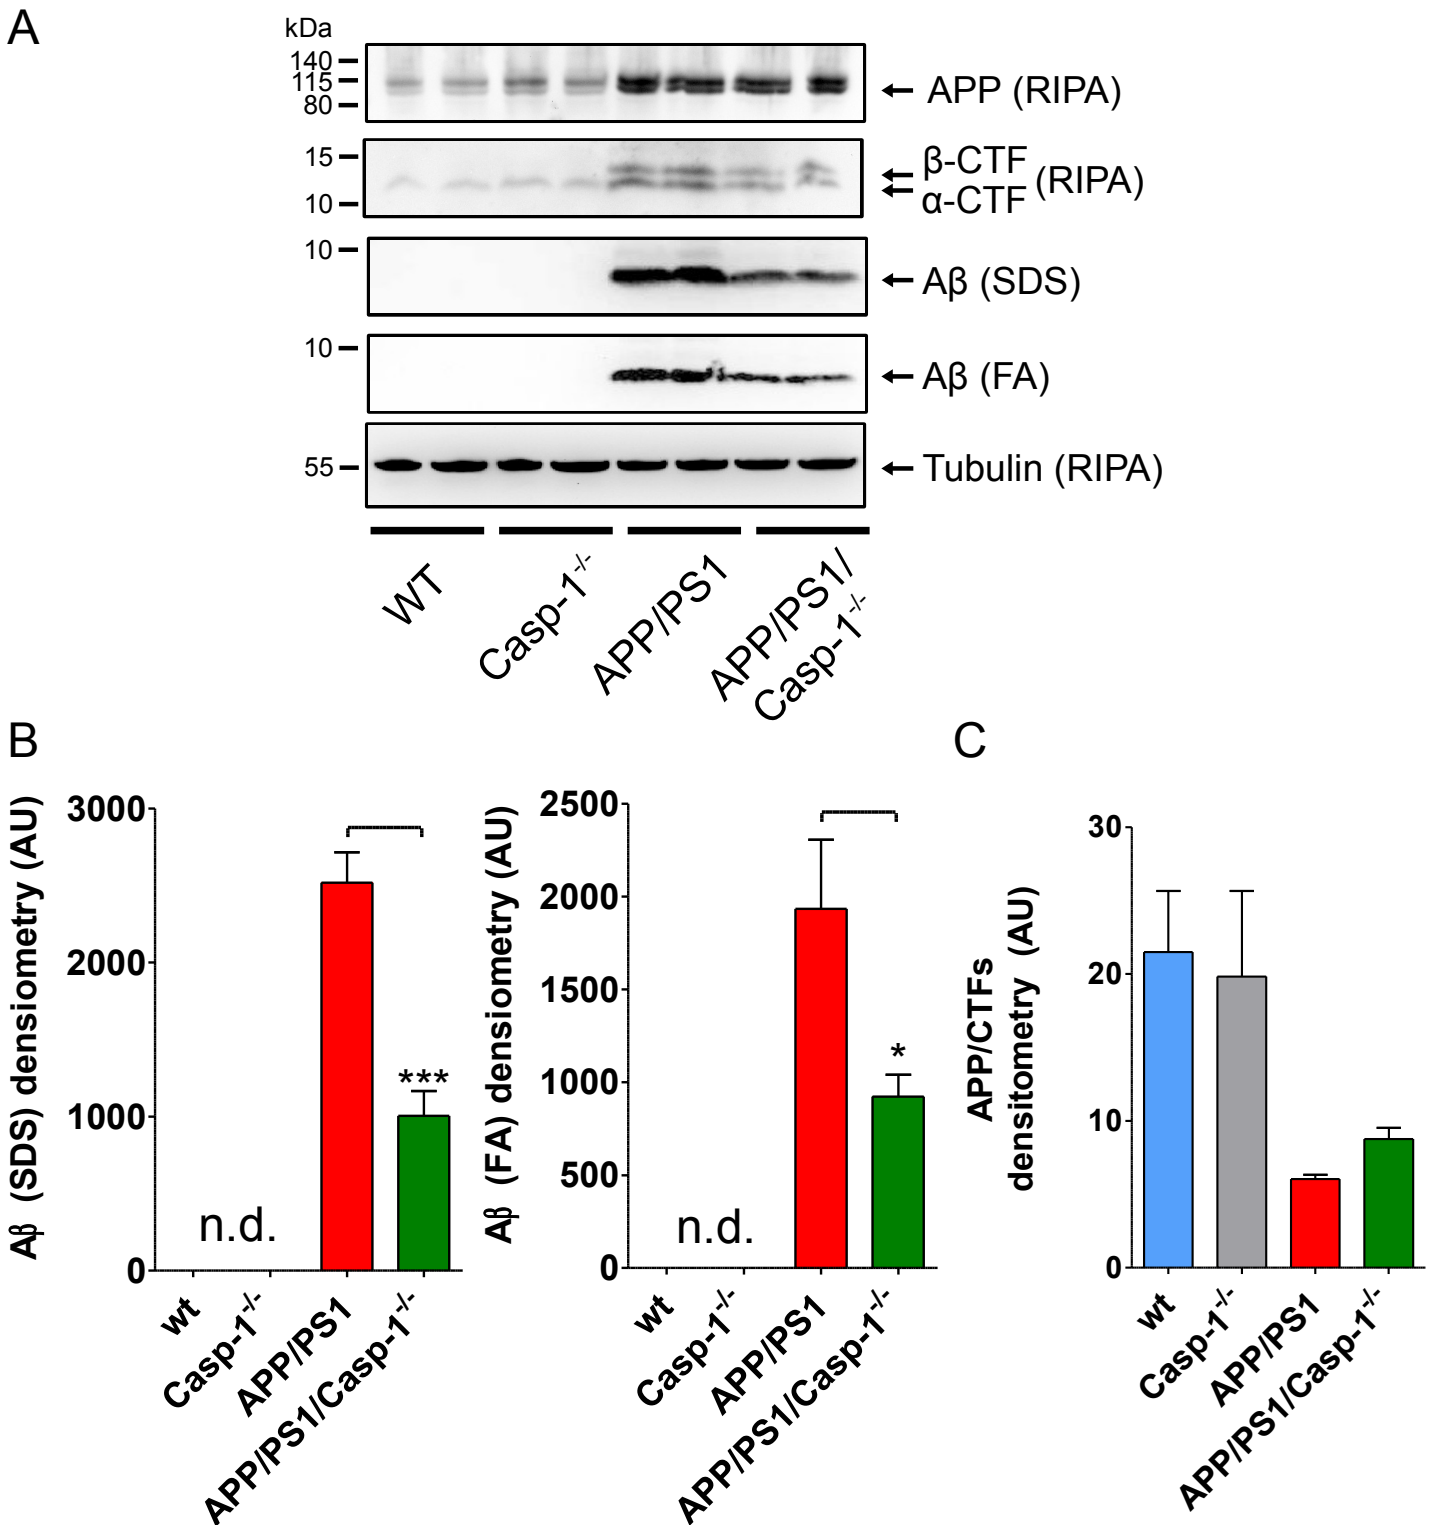 A
kDa
140
115
80
APP (RIPA)
15
10
β-CTF
α-CTF
(RIPA)
10
Aβ (SDS)
10
Aβ (FA)
55
Tubulin (RIPA)
WT
Casp-1-/-
APP/PS1
APP/PS1/
Casp-1-/-
B
Aβ (SDS) densiometry (AU)
3000
2000
1000
0
n.d.
***
wt
Casp-1-/-
APP/PS1
APP/PS1/Casp-1-/-
Aβ (FA) densiometry (AU)
2500
2000
1500
1000
500
0
n.d.
*
wt
Casp-1-/-
APP/PS1
APP/PS1/Casp-1-/-
C
APP/CTFs
densitometry (AU)
30
20
10
0
wt
Casp-1-/-
APP/PS1
APP/PS1/Casp-1-/-